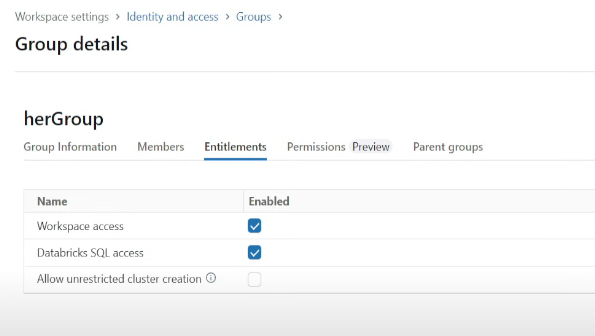 Workspace settings > Identity and access > Groups >
Group details
herGroup
Group Information Members Entitlements Permissions Preview Parent groups
Name Enabled
Workspace access
Databricks SQL access
Allow unrestricted cluster creation